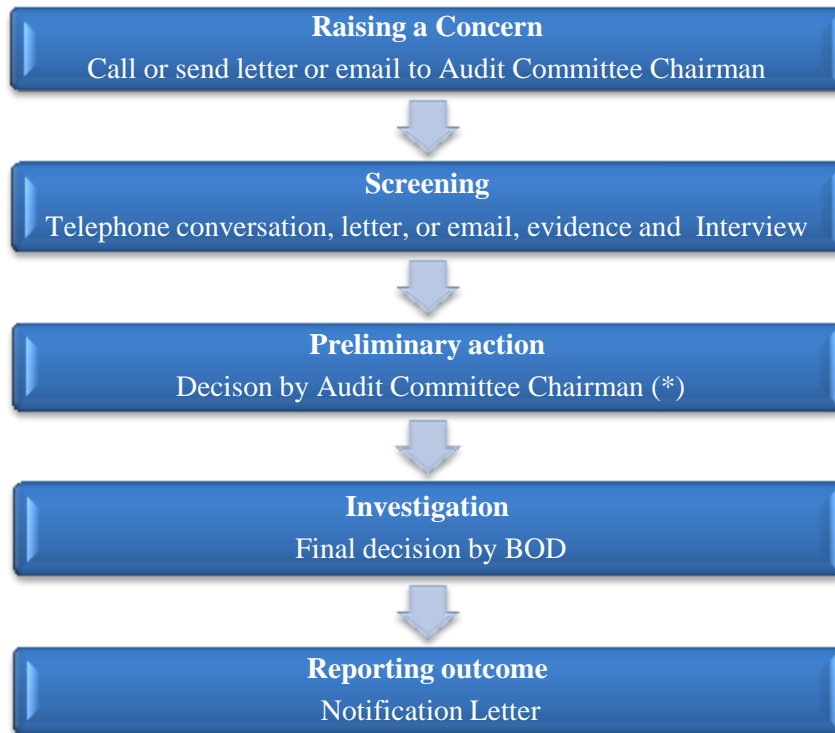 Raising a Concern
Call or send letter or email to Audit Committee Chairman
Screening
Telephone conversation, letter, or email, evidence and Interview
Preliminary action
Decison by Audit Committee Chairman (*)
Investigation
Final decision by BOD
Reporting outcome
Notification Letter